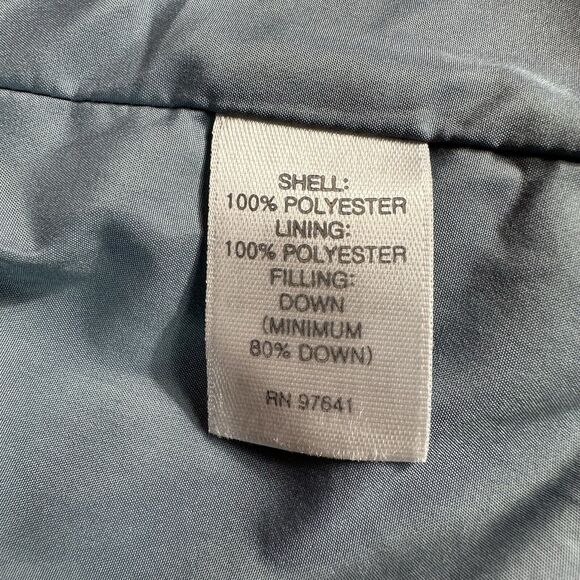 SHELL:
100% POLYESTER
LINING:
100% POLYESTER
FILLING:
DOWN
(MINIMUM
80% DOWN)
RN 97641